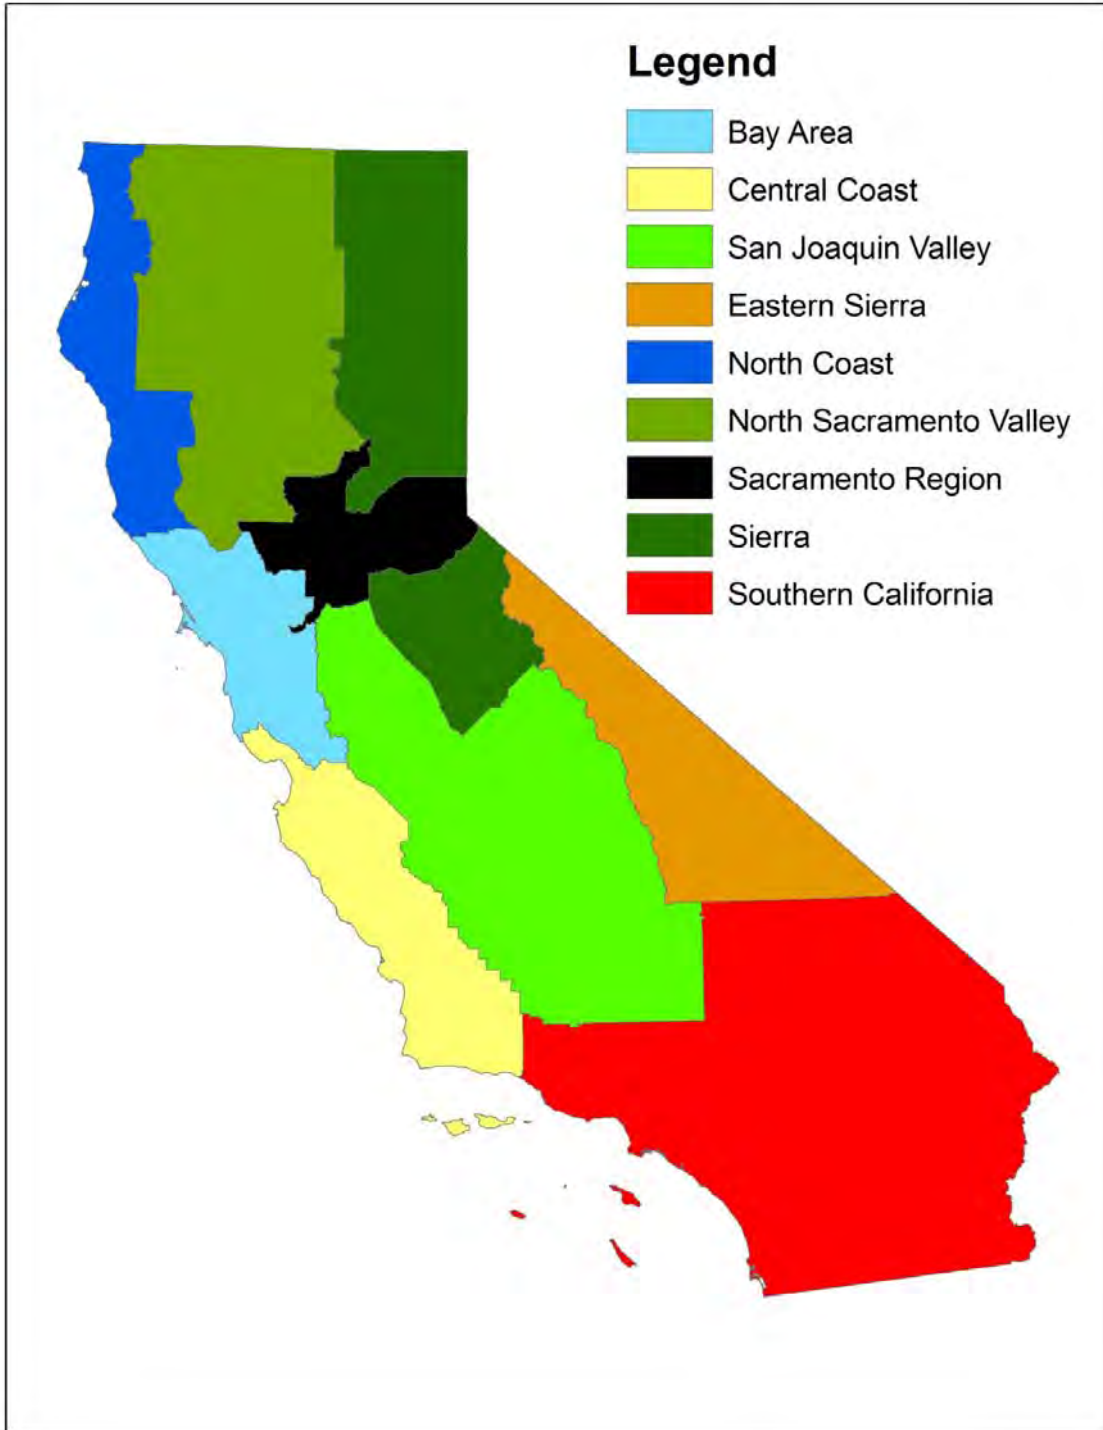 Legend
Bay Area
Central Coast
San Joaquin Valley
Eastern Sierra
North Coast
North Sacramento Valley
Sacramento Region
Sierra
Southern California